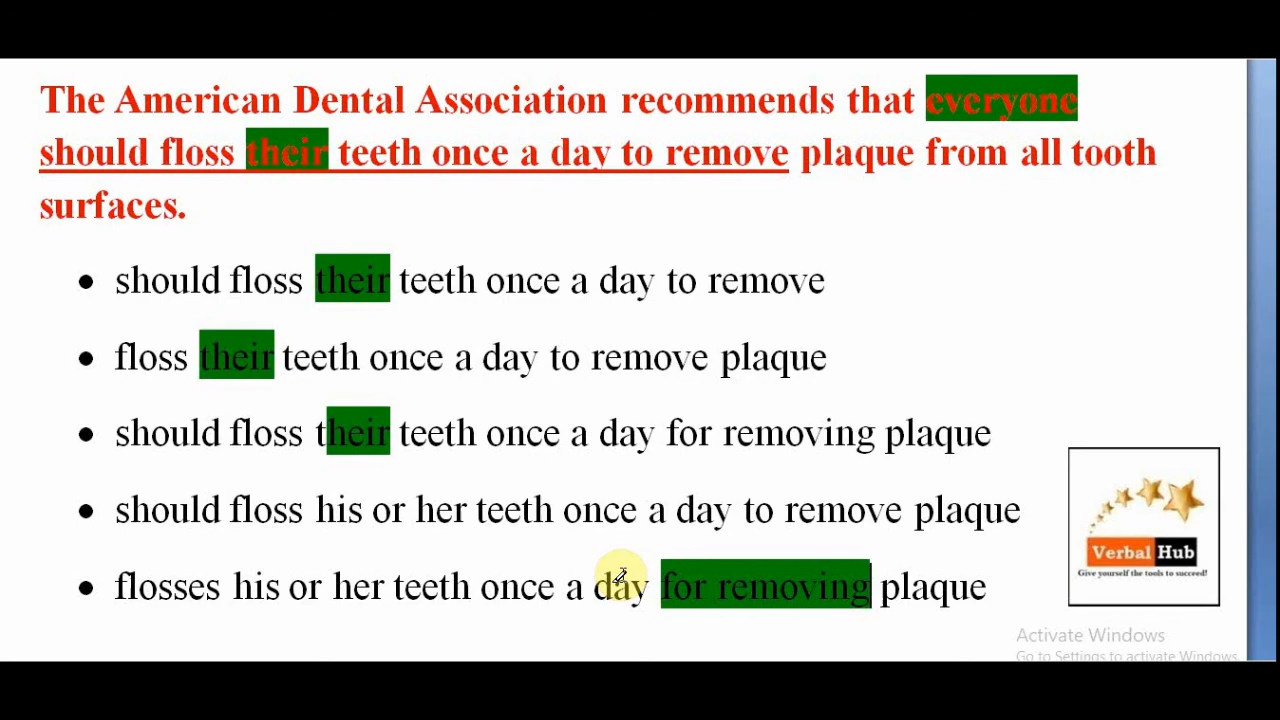 The American Dental Association recommends that everyone
should floss their teeth once a day to remove plaque from all tooth
surfaces.
• should floss their teeth once a day to remove
• floss their teeth once a day to remove plaque
• should floss their teeth once a day for removing plaque
• should floss his or her teeth once a day to remove plaque
• flosses his or her teeth once a day for removing plaque
Verbal Hub
Give yourself the tools to succeed!
Activate Windows
Go to Settings to activate Windows.